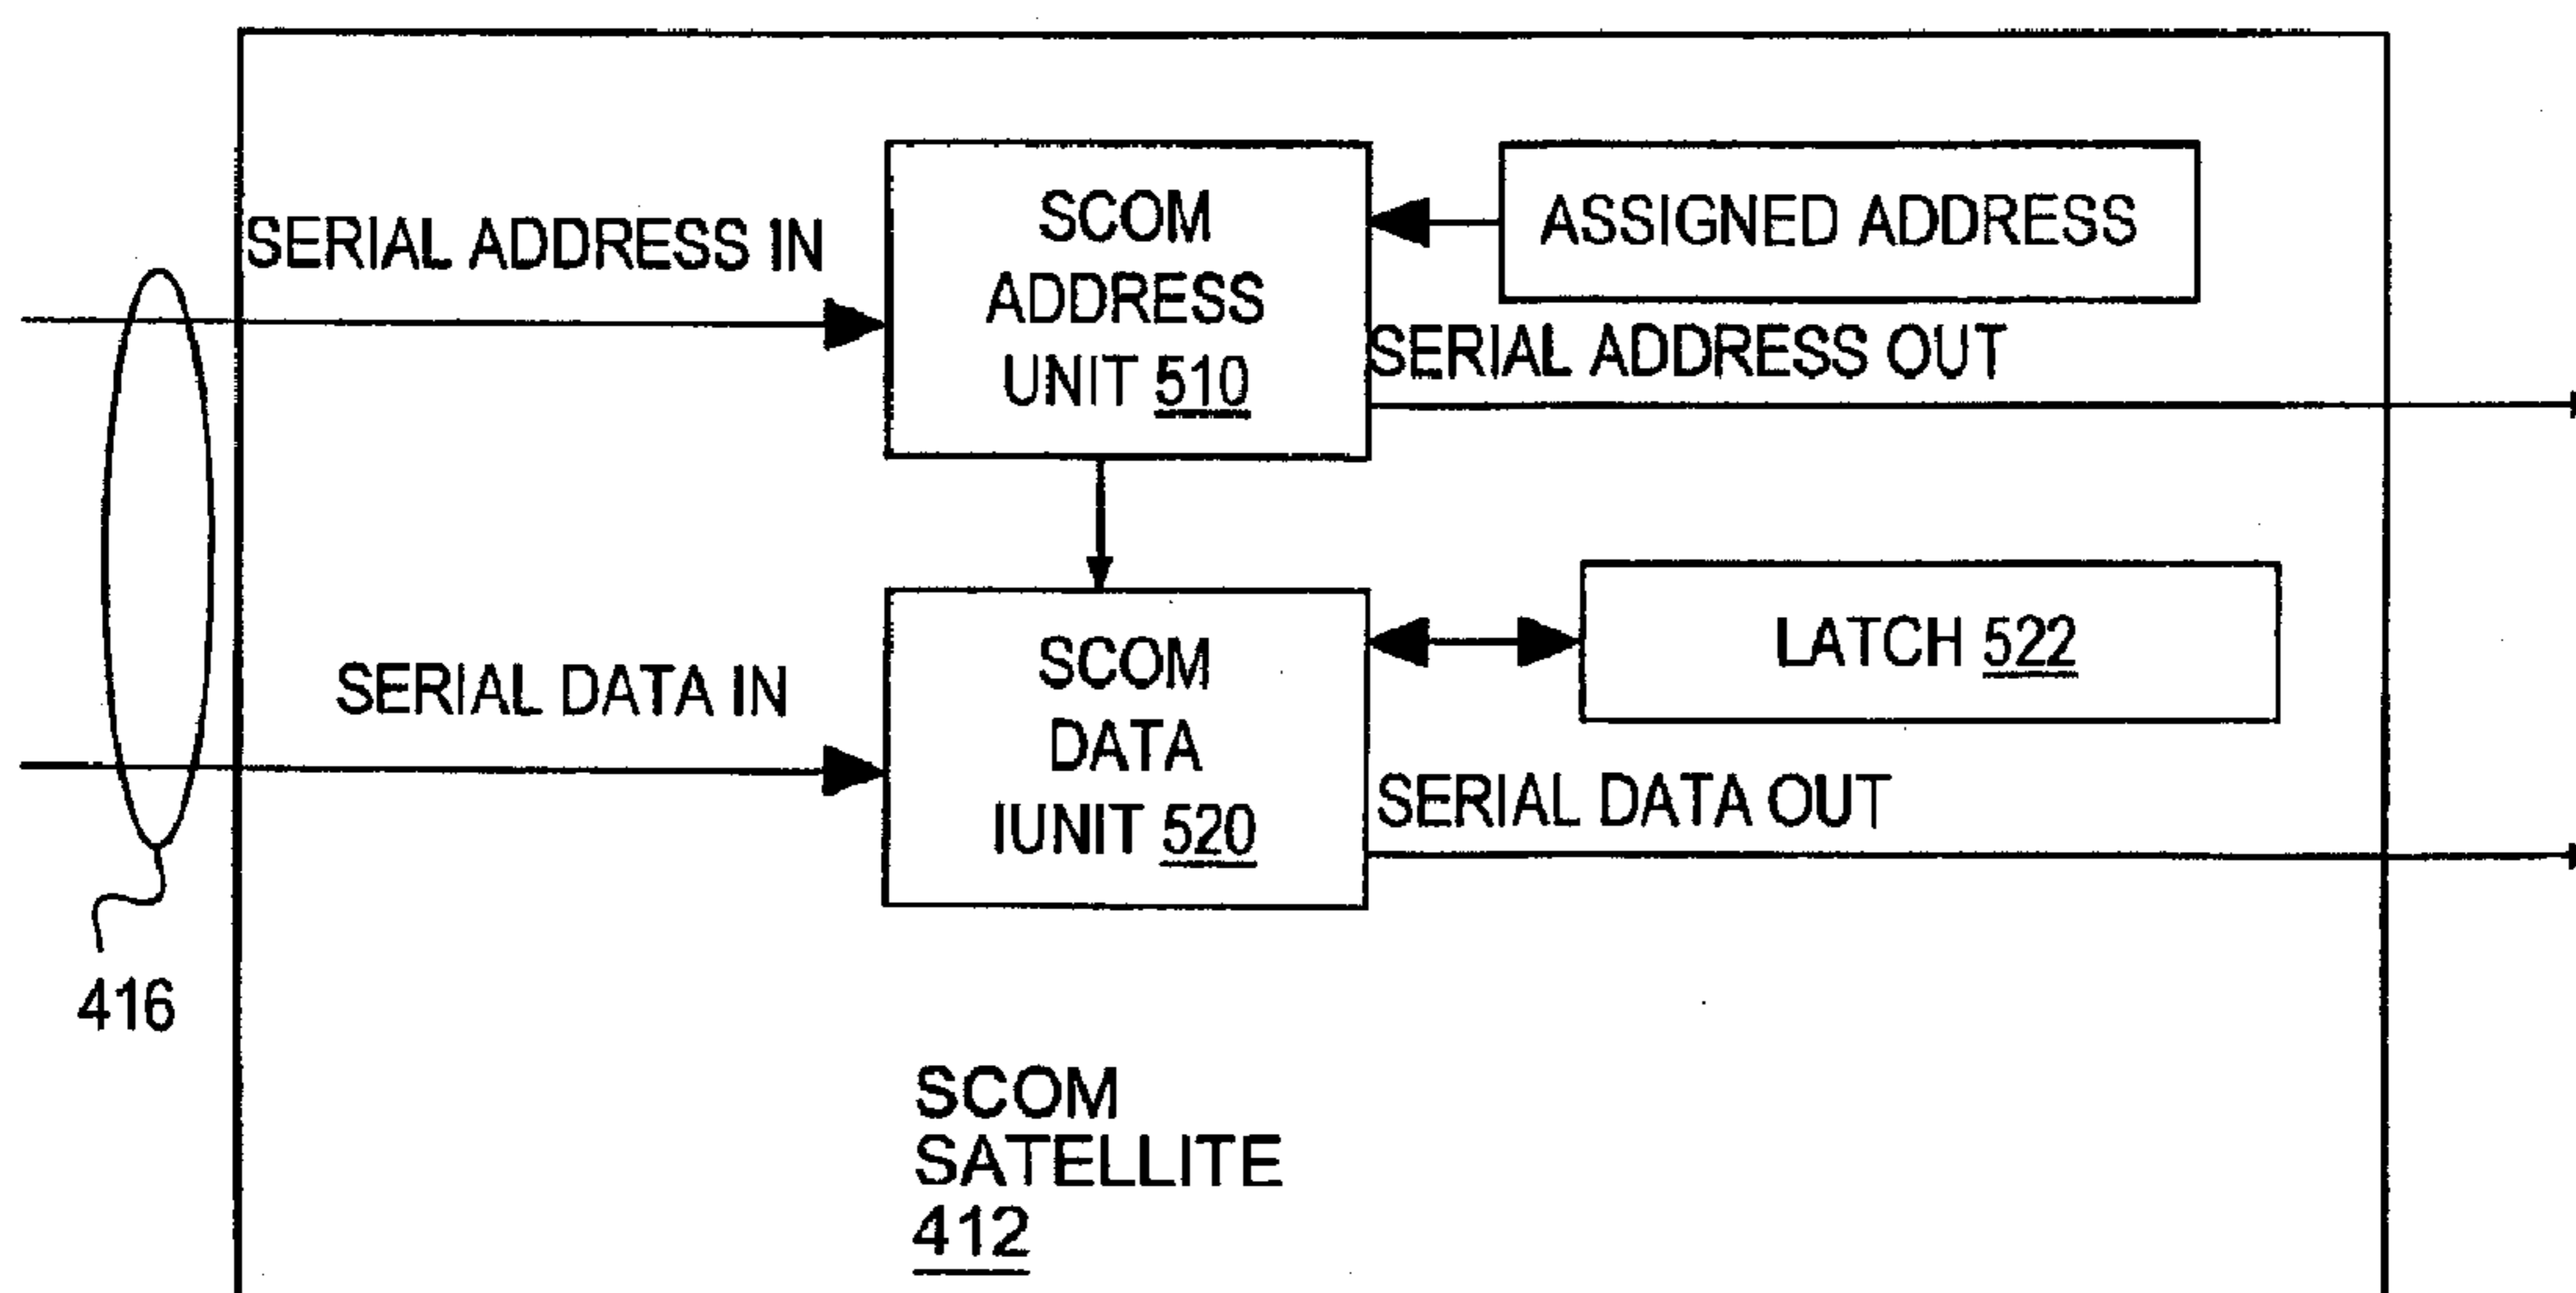 SERIAL ADDRESS IN
SCOM
ADDRESS
UNIT 510
ASSIGNED ADDRESS
SERIAL ADDRESS OUT
SERIAL DATA IN
SCOM
DATA
IUNIT 520
LATCH 522
SERIAL DATA OUT
416
SCOM
SATELLITE
412